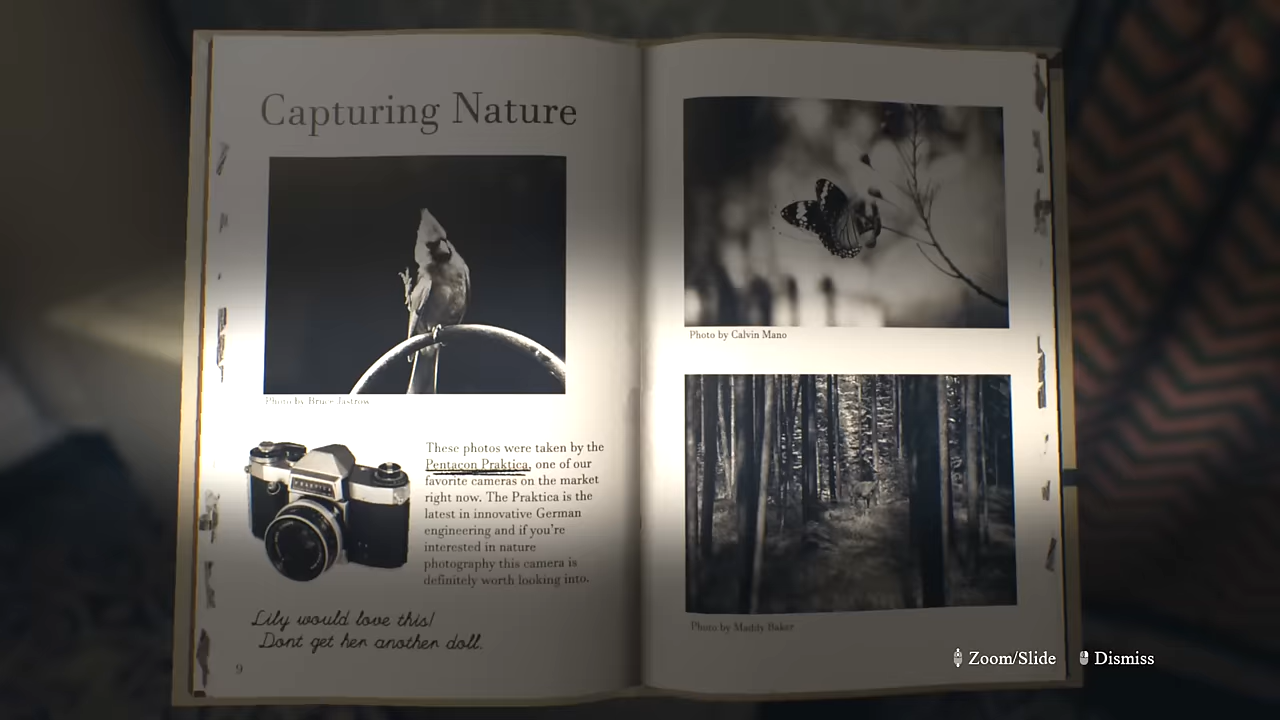 Capturing Nature
Photo by Bruce Jastrow
PRAKTICA
These photos were taken by the
Pentacon Praktica, one of our
favorite cameras on the market
right now. The Praktica is the
latest in innovative German
engineering and if you're
interested in nature
photography this camera is
definitely worth looking into.
Lily would love this!
Dont get her another doll.
9
Photo by Calvin Mano
Photo by Maddy Baker
Zoom/Slide
Dismiss